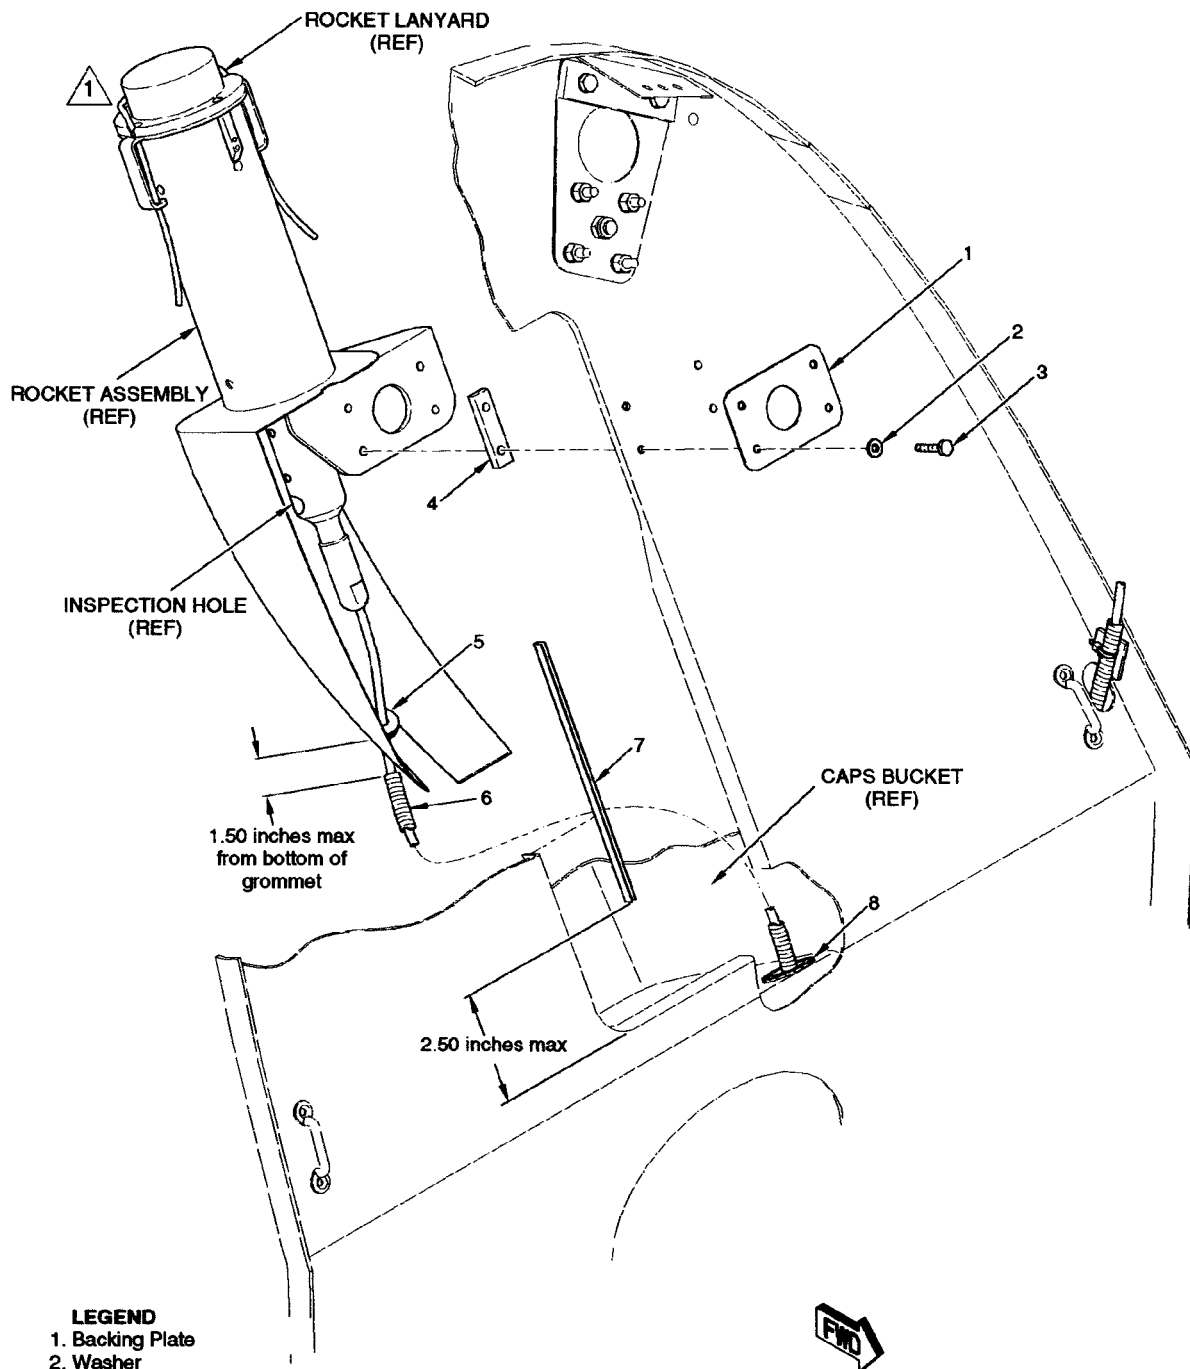 ROCKET LANYARD
(REF)
1
1
2
3
ROCKET ASSEMBLY
(REF)
4
INSPECTION HOLE
(REF)
5
7
CAPS BUCKET
(REF)
6
1.50 inches max
from bottom of
grommet
8
2.50 inches max
LEGEND
1. Backing Plate
2. Washer
FWD